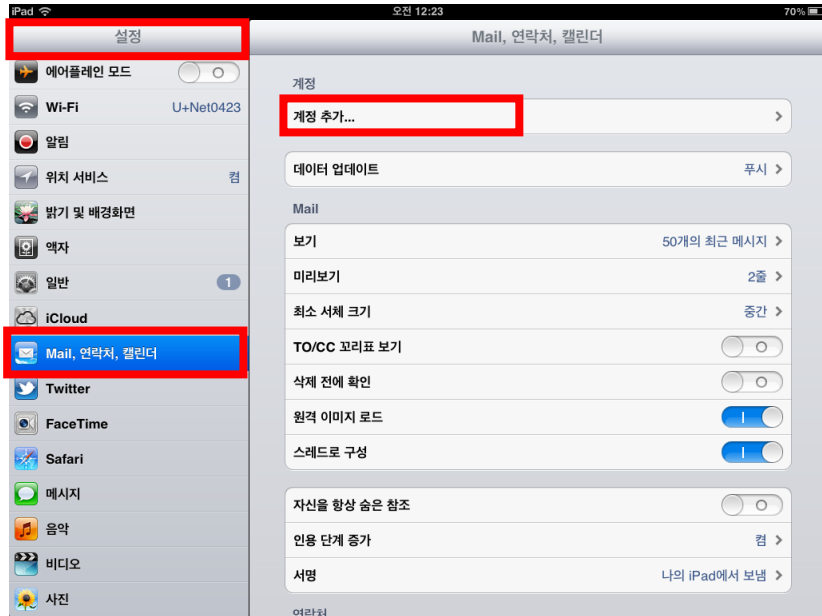 iPad
오전 12:23
70%
설정
Mail, 연락처, 캘린더
에어플레인 모드
Wi-Fi
U+Net0423
알림
위치 서비스
켬
밝기 및 배경화면
액자
일반
1
iCloud
Mail, 연락처, 캘린더
Twitter
FaceTime
Safari
메시지
음악
비디오
사진
계정
계정 추가...
데이터 업데이트
푸시
Mail
보기
50개의 최근 메시지
미리보기
2줄
최소 서체 크기
중간
TO/CC 꼬리표 보기
삭제 전에 확인
원격 이미지 로드
스레드로 구성
자신을 항상 숨은 참조
인용 단계 증가
켬
서명
나의 iPad에서 보냄
연락처